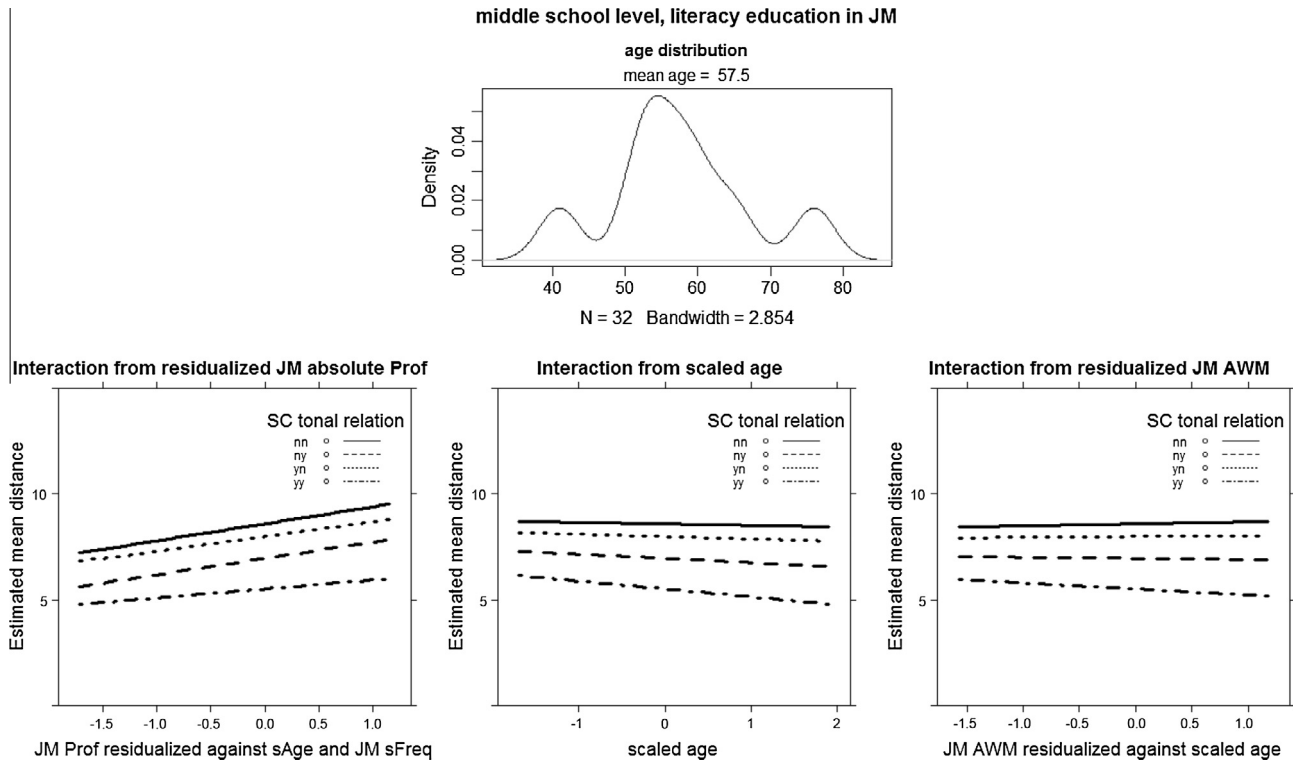 middle school level, literacy education in JM
age distribution
mean age = 57.5
Density
0.04
0.02
0.00
40 50 60 70 80
N = 32 Bandwidth = 2.854
Interaction from residualized JM absolute Prof
SC tonal relation
nn
ny
yn
yy
Estimated mean distance
10
5
-1.5 -1.0 -0.5 0.0 0.5 1.0
JM Prof residualized against sAge and JM sFreq
Interaction from scaled age
SC tonal relation
nn
ny
yn
yy
Estimated mean distance
10
5
-1 0 1 2
scaled age
Interaction from residualized JM AWM
SC tonal relation
nn
ny
yn
yy
Estimated mean distance
10
5
-1.5 -1.0 -0.5 0.0 0.5 1.0
JM AWM residualized against scaled age